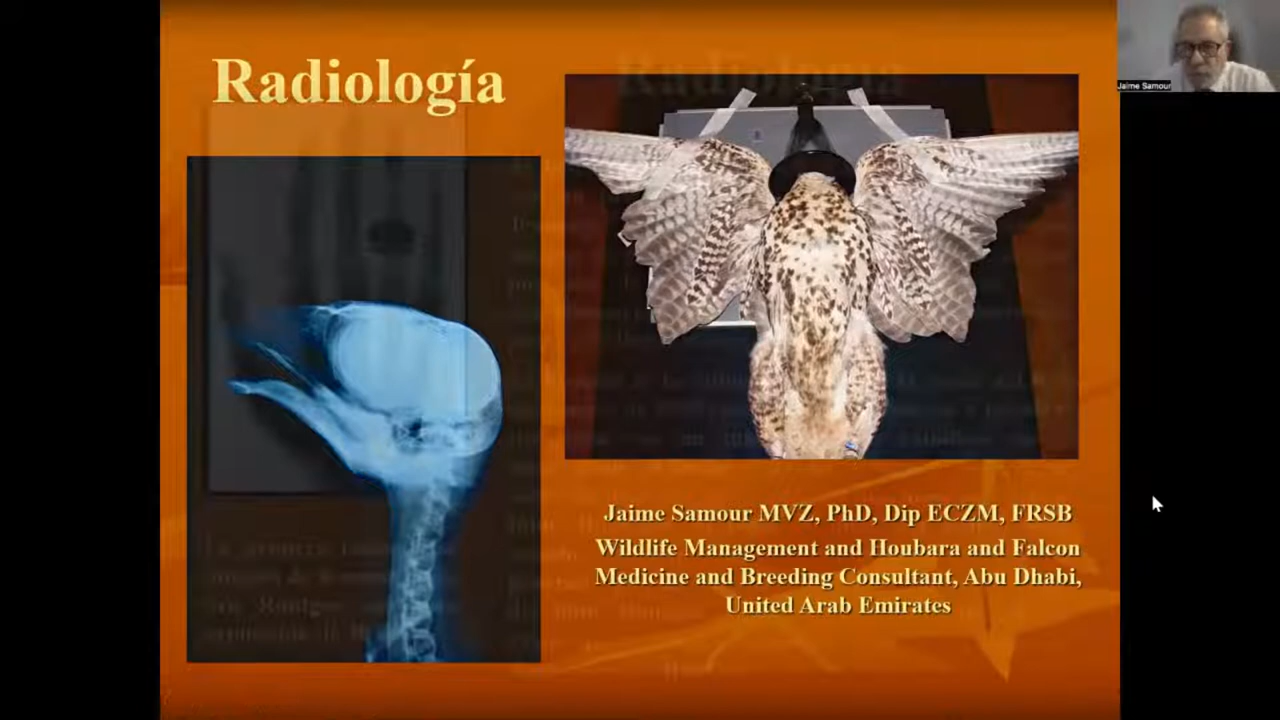 Radiología
Jaime Samour MVZ, PhD, Dip ECZM, FRSB
Wildlife Management and Houbara and Falcon
Medicine and Breeding Consultant, Abu Dhabi,
United Arab Emirates
Jaime Samour